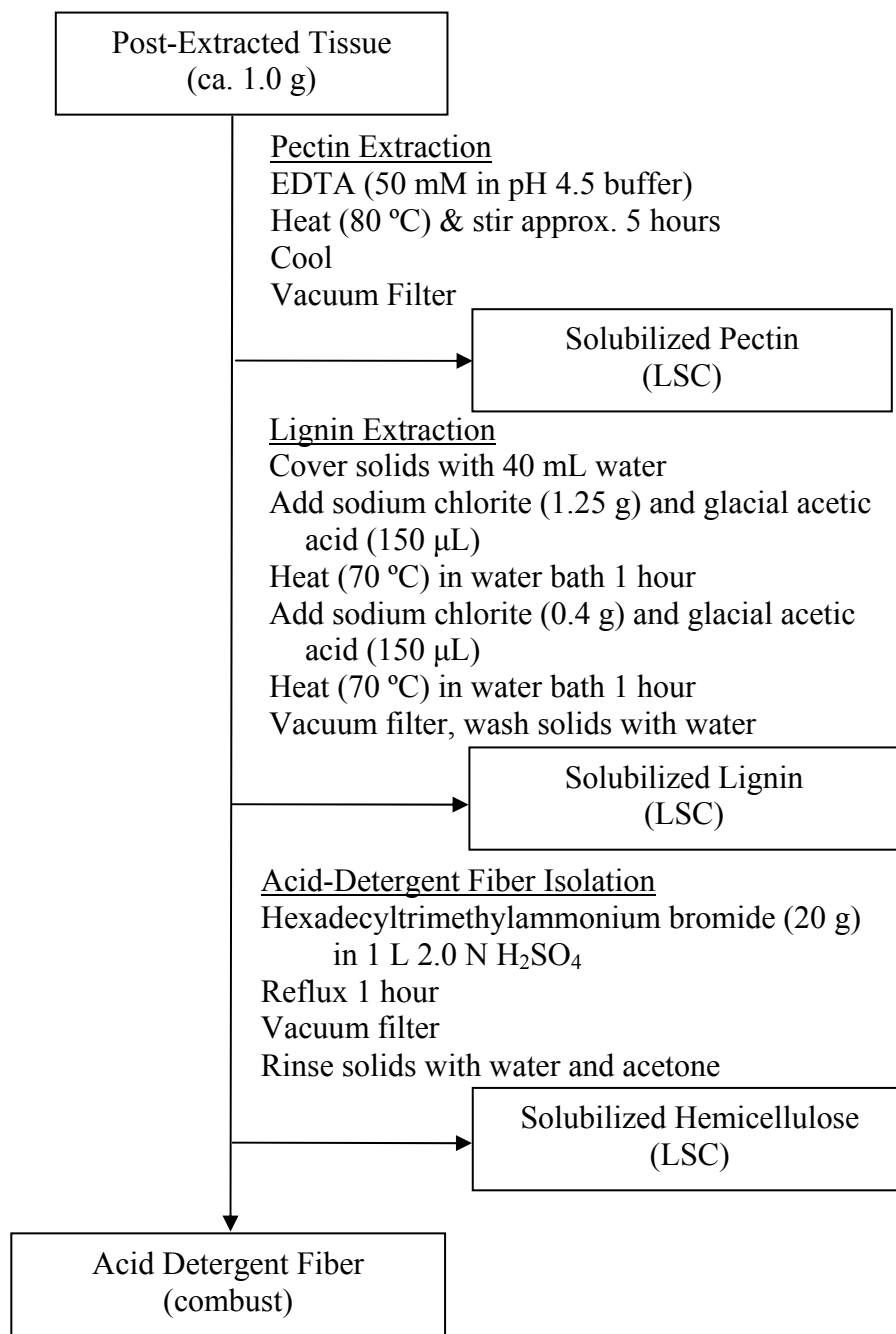 Post-Extracted Tissue
(ca. 1.0 g)
Pectin Extraction
EDTA (50 mM in pH 4.5 buffer)
Heat (80 ºC) & stir approx. 5 hours
Cool
Vacuum Filter
Solubilized Pectin
(LSC)
Lignin Extraction
Cover solids with 40 mL water
Add sodium chlorite (1.25 g) and glacial acetic
acid (150 μL)
Heat (70 ºC) in water bath 1 hour
Add sodium chlorite (0.4 g) and glacial acetic
acid (150 μL)
Heat (70 ºC) in water bath 1 hour
Vacuum filter, wash solids with water
Solubilized Lignin
(LSC)
Acid-Detergent Fiber Isolation
Hexadecyltrimethylammonium bromide (20 g)
in 1 L 2.0 N H₂SO₄
Reflux 1 hour
Vacuum filter
Rinse solids with water and acetone
Solubilized Hemicellulose
(LSC)
Acid Detergent Fiber
(combust)